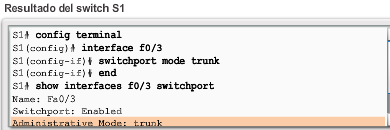 Resultado del switch S1
S1# config terminal
S1(config)# interface f0/3
S1(config-if)# switchport mode trunk
S1(config-if)# end
S1# show interfaces f0/3 switchport
Name: Fa0/3
Switchport: Enabled
Administrative Mode: trunk